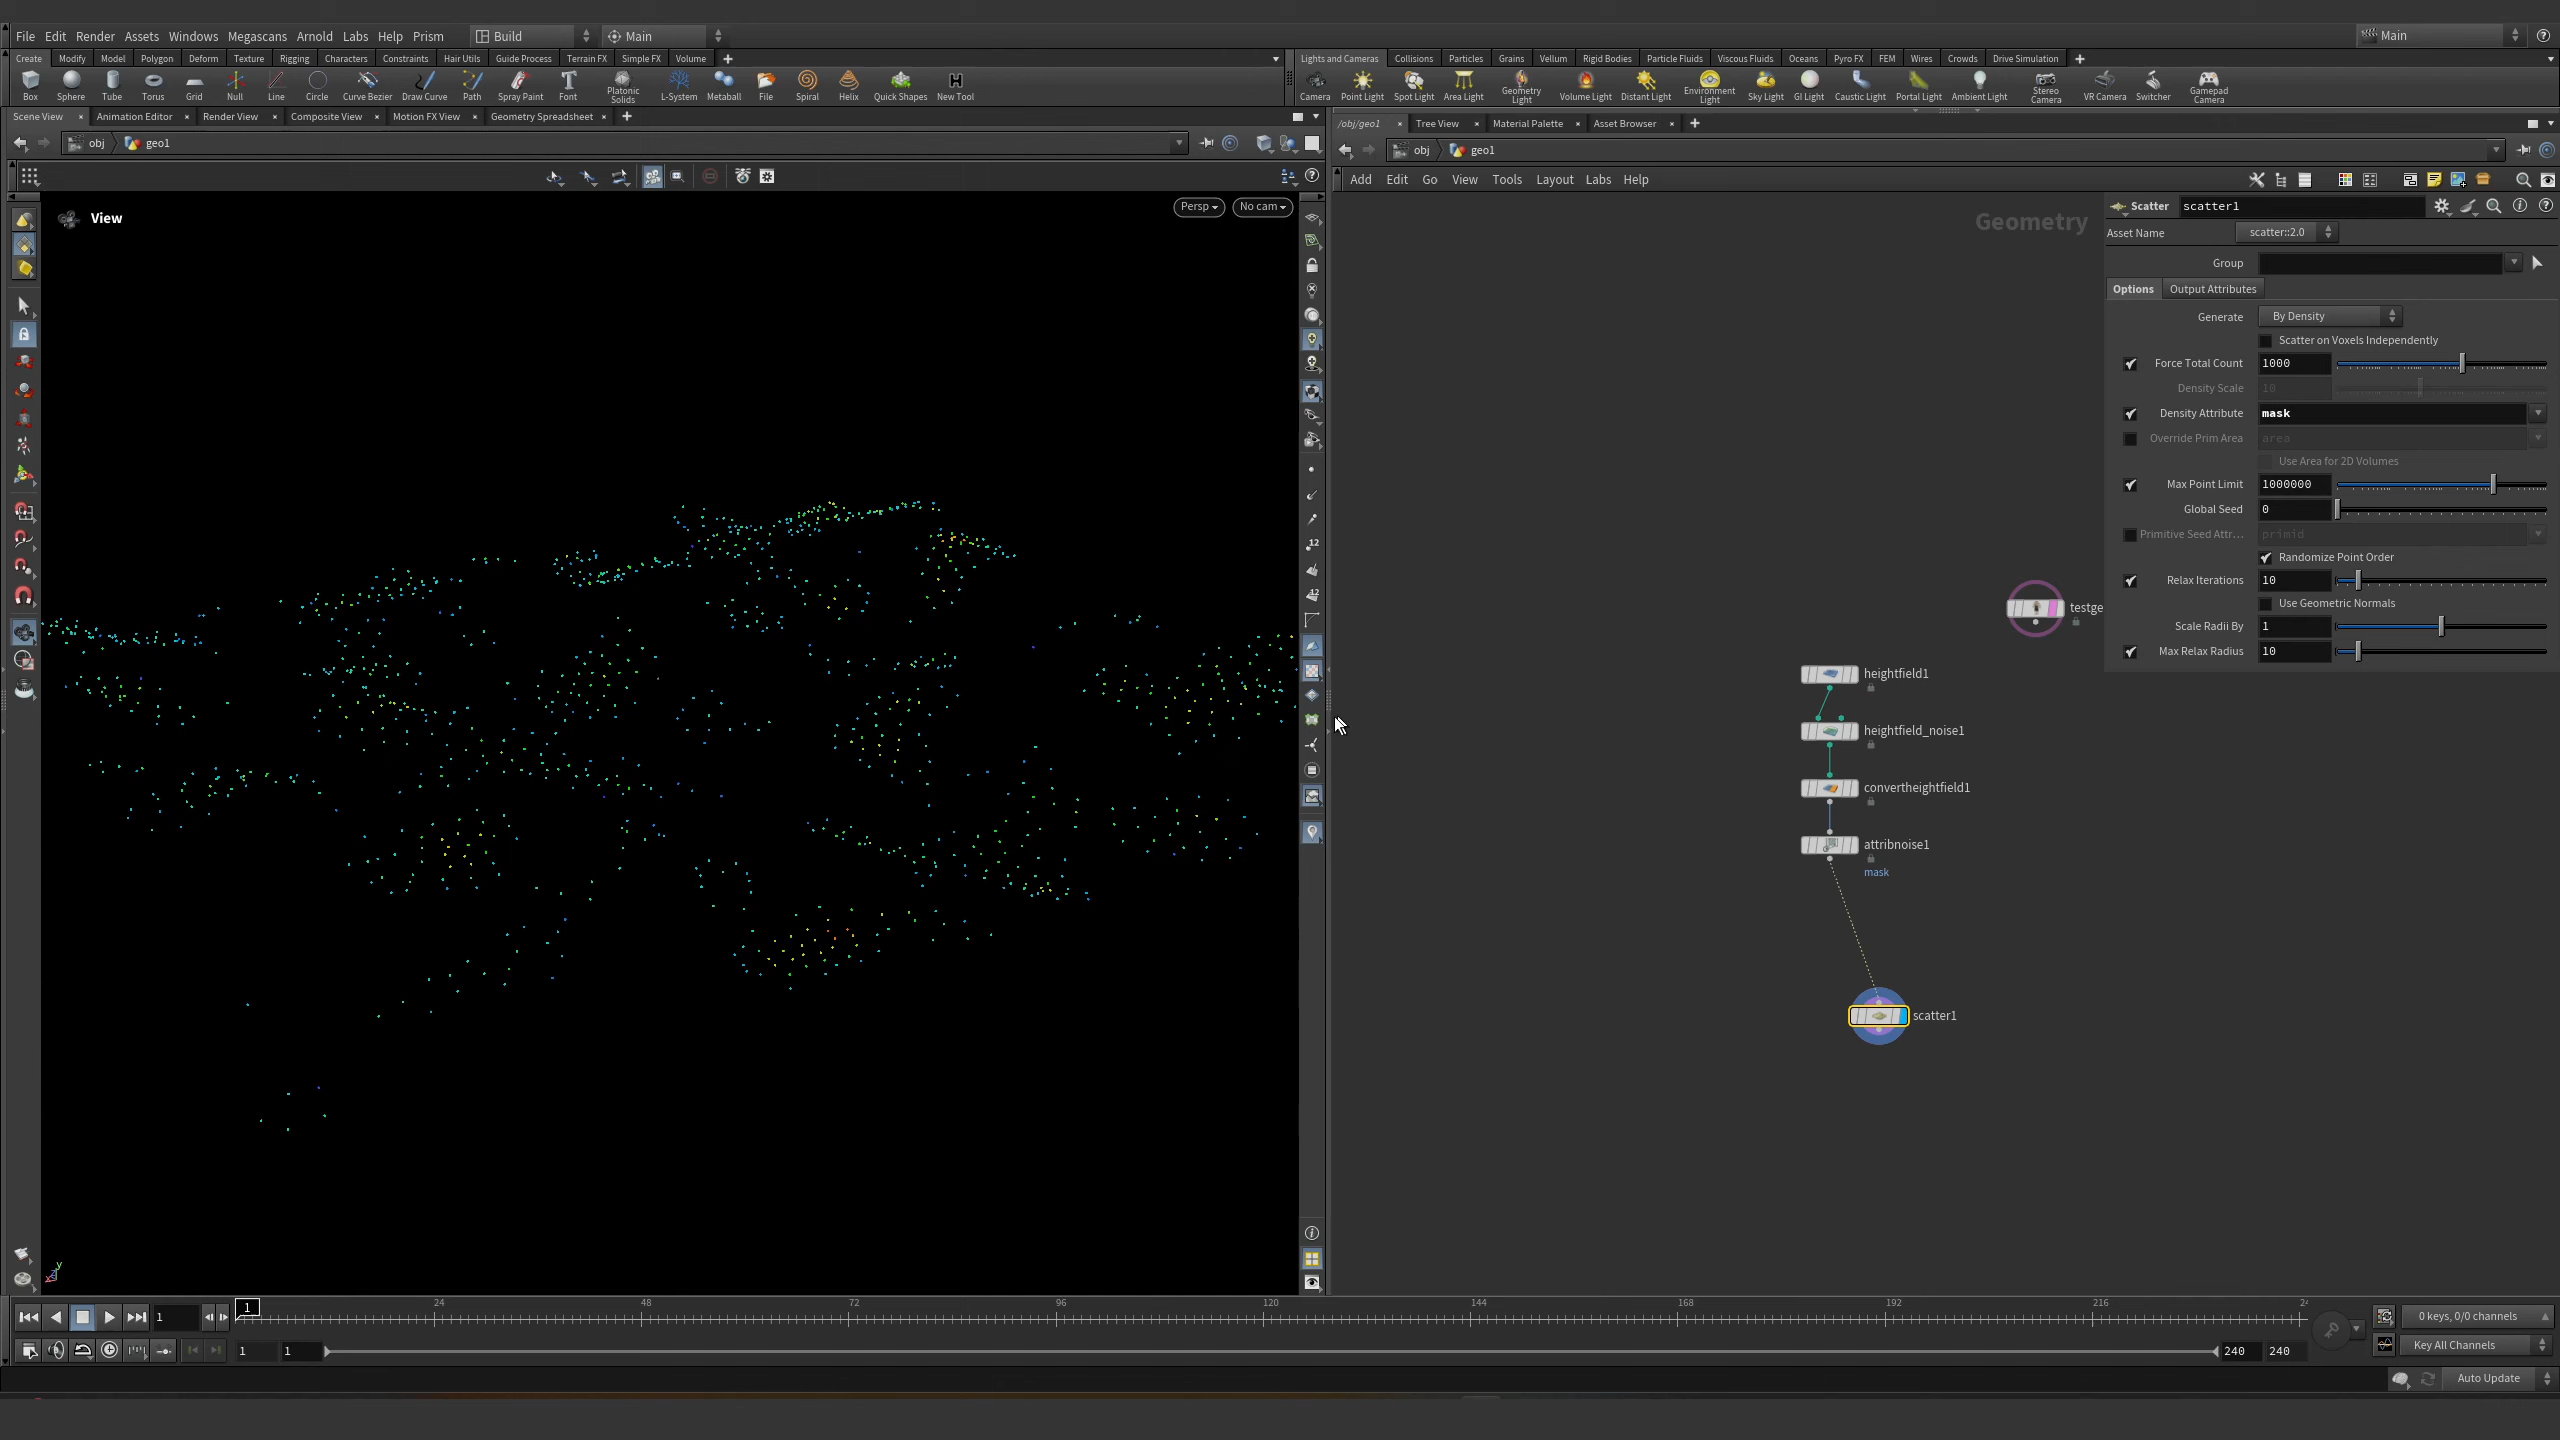 File Edit Render Assets Windows Megascans Arnold Labs Help Prism Build Main Main
Create Modify Model Polygon Deform Texture Rigging Characters Constraints Hair Utils Guide Process Terrain FX Simple FX Volume
Lights and Cameras Collisions Particles Grains Vellum Rigid Bodies Particle Fluids Viscous Fluids Oceans Pyro FX FEM Wires Crowds Drive Simulation
Box Sphere Tube Torus Grid Null Line Circle Curve Bezier Draw Curve Path Spray Paint Font Platonic Solids L-System Metaball File Spiral Helix Quick Shapes New Tool
Camera Point Light Spot Light Area Light Geometry Light Volume Light Distant Light Environment Light Sky Light GI Light Caustic Light Portal Light Ambient Light Stereo Camera VR Camera Switcher Gamepad Camera
Scene View Animation Editor Render View Composite View Motion FX View Geometry Spreadsheet
/obj/geo1 Tree View Material Palette Asset Browser
obj geo1
obj geo1
Add Edit Go View Tools Layout Labs Help
View
Persp No cam
Geometry
Scatter scatter1
Asset Name scatter::2.0
Group
Options Output Attributes
Generate By Density
Scatter on Voxels Independently
Force Total Count 1000
Density Scale 10
Density Attribute mask
Override Prim Area area
Use Area for 2D Volumes
Max Point Limit 1000000
Global Seed 0
Primitive Seed Attr... primid
Randomize Point Order
Relax Iterations 10
Use Geometric Normals
Scale Radii By 1
Max Relax Radius 10
testge
heightfield1
heightfield_noise1
convertheightfield1
attribnoise1
mask
scatter1
12
12
1 1 24 48 72 96 120 144 168 192 216 24
0 keys, 0/0 channels
1 1 240 240
Key All Channels
Auto Update